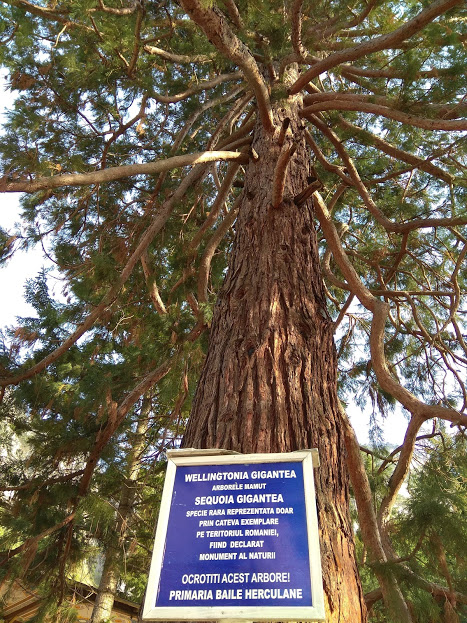 WELLINGTONIA GIGANTEA
ARBORELE MAMUT
SEQUOIA GIGANTEA
SPECIE RARA REPREZENTATA DOAR
PRIN CATEVA EXEMPLARE
PE TERITORIUL ROMANIEI,
FIIND DECLARAT
MONUMENT AL NATURII
OCROTITI ACEST ARBORE!
PRIMARIA BAILE HERCULANE